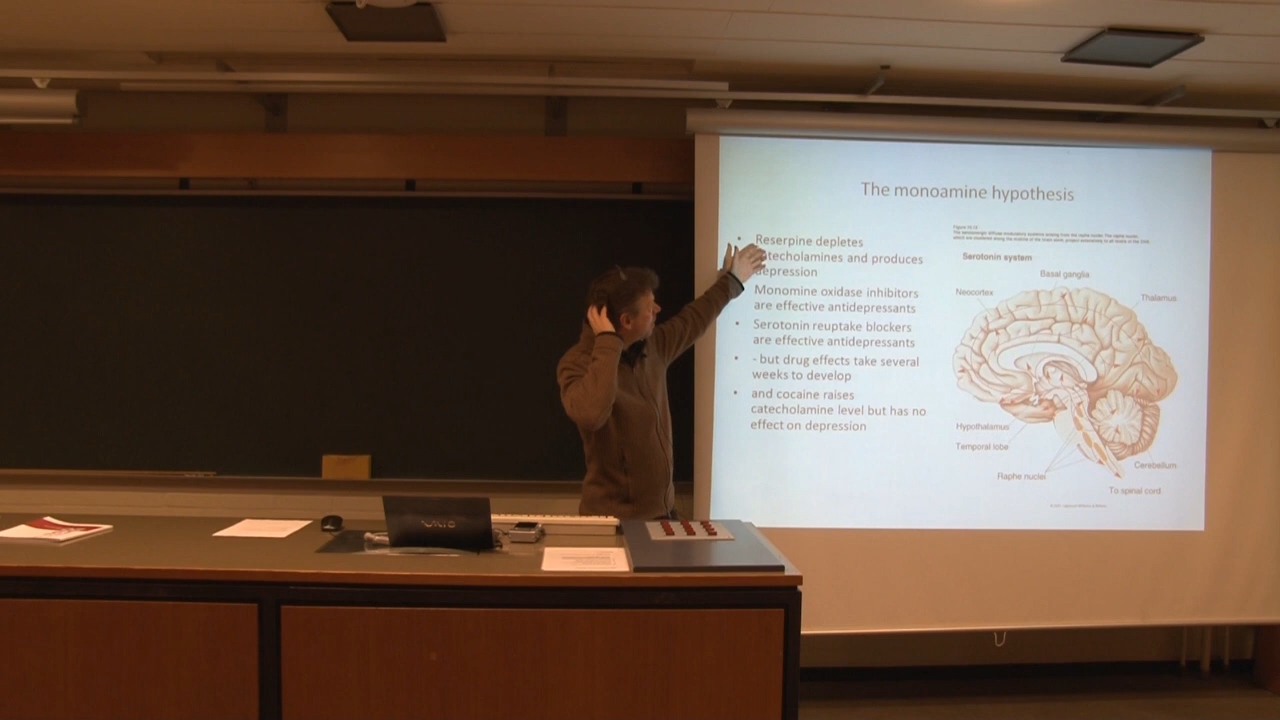 The monoamine hypothesis
• Reserpine depletes
catecholamines and produces
depression
Monomine oxidase inhibitors
are effective antidepressants
• Serotonin reuptake blockers
are effective antidepressants
• - but drug effects take several
weeks to develop
• and cocaine raises
catecholamine level but has no
effect on depression
Serotonin system
Basal ganglia
Neocortex
Thalamus
Hypothalamus
Temporal lobe
Raphe nuclei
Cerebellum
To spinal cord
VAIO